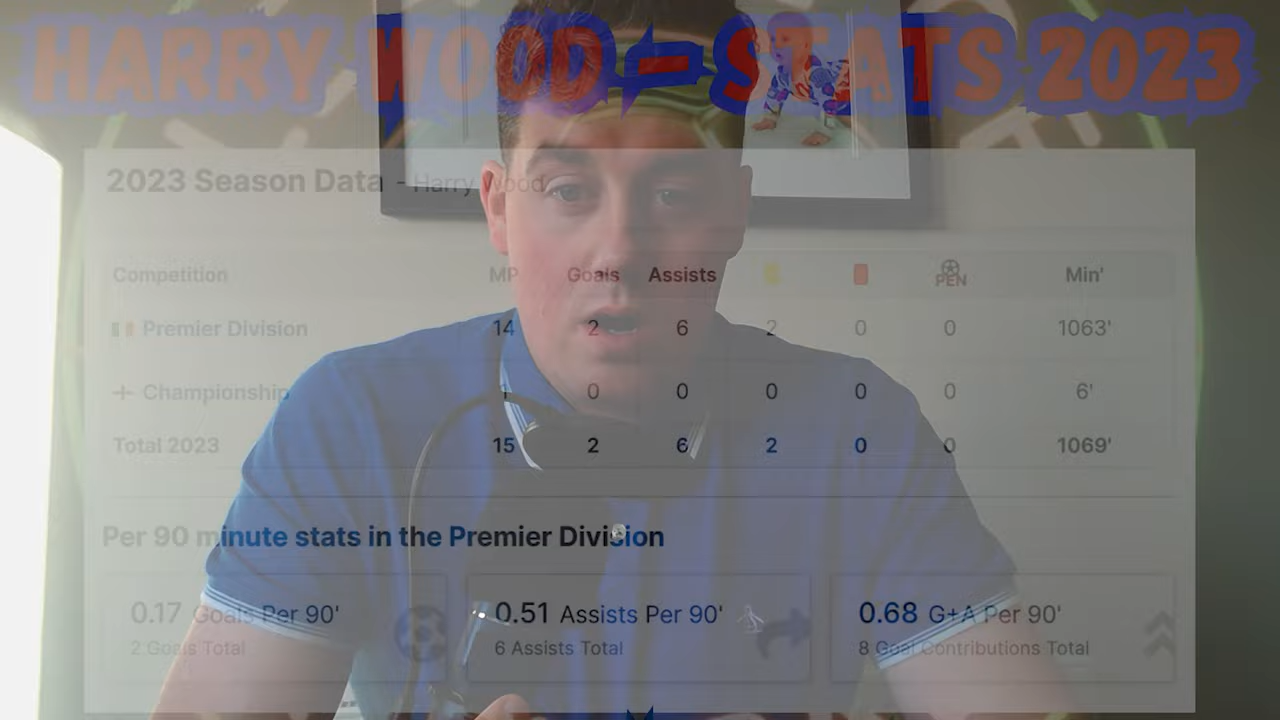 HARRY WOOD - STATS 2023
2023 Season Data - Harry Wood
Competition MP Goals Assists PEN Min'
Premier Division 14 2 6 2 0 0 1063'
Championship 1 0 0 0 0 0 6'
Total 2023 15 2 6 2 0 0 1069'
Per 90 minute stats in the Premier Division
0.17 Goals Per 90' 0.51 Assists Per 90' 0.68 G+A Per 90'
2 Goals Total 6 Assists Total 8 Goal Contributions Total